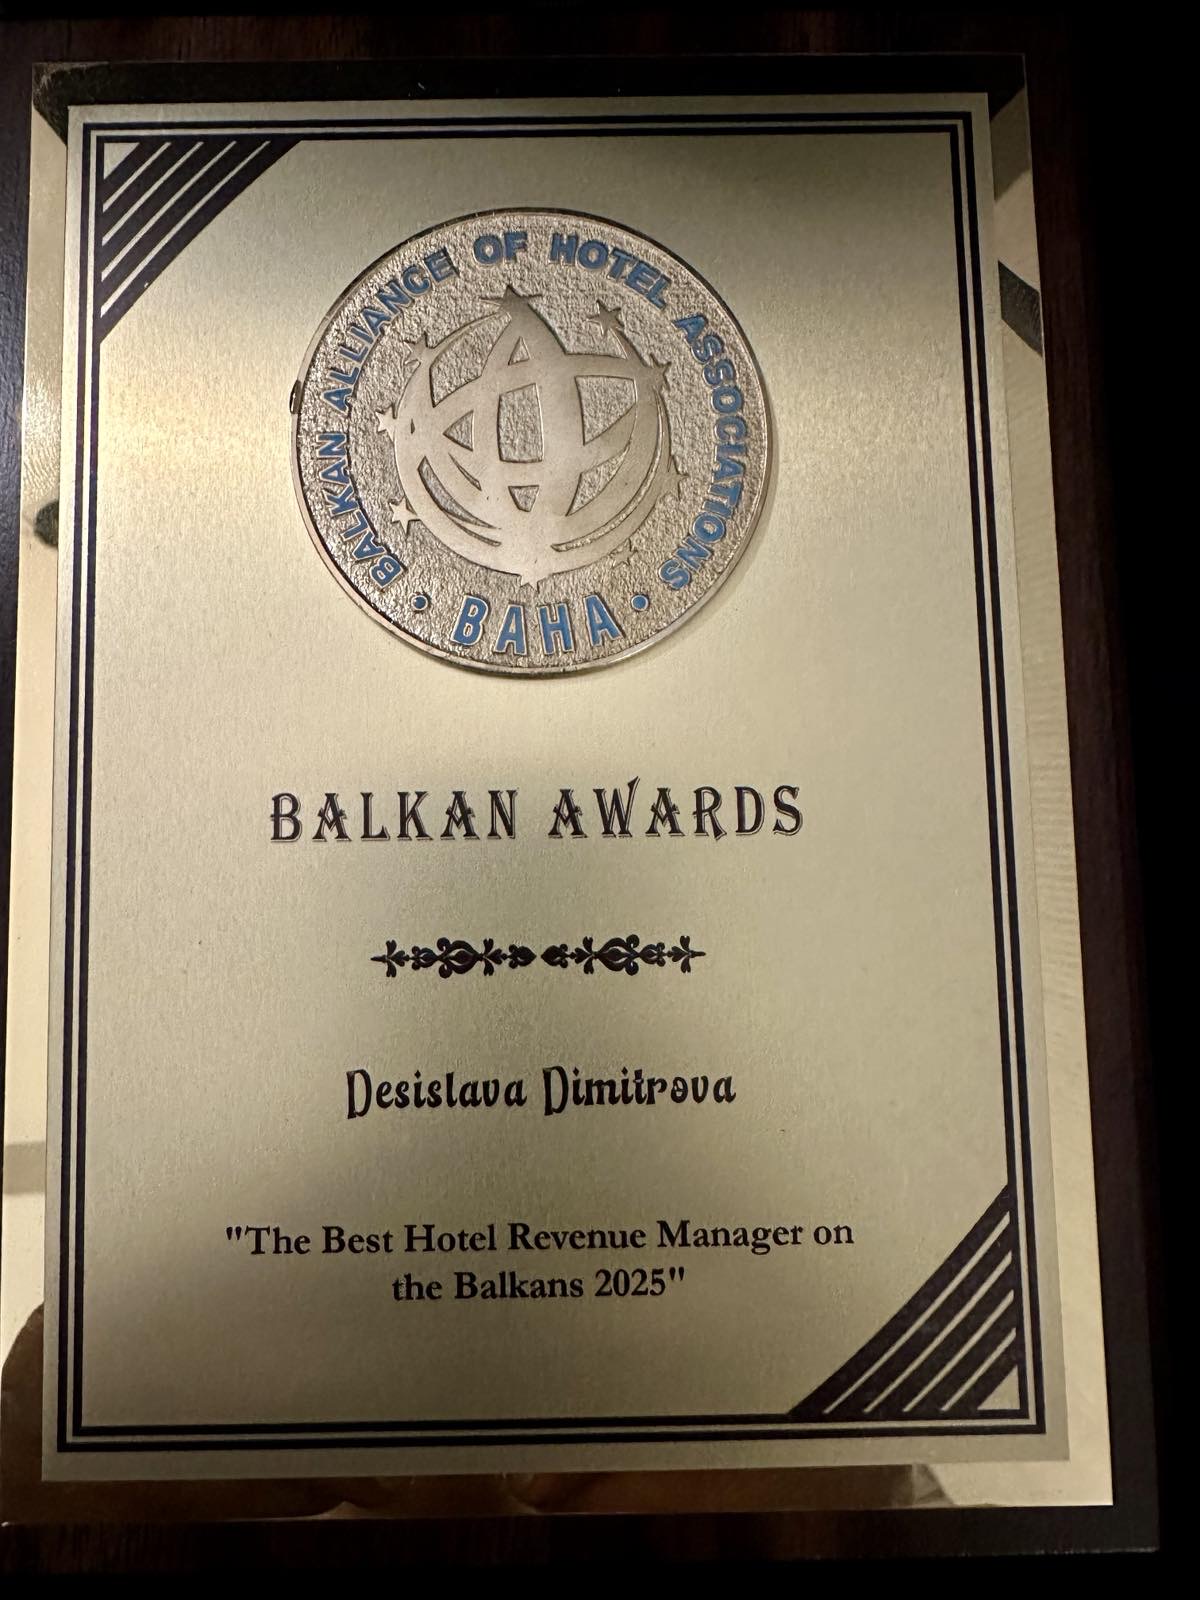 BALKAN ALLIANCE OF HOTEL ASSOCIATIONS
• BAHA •
BALKAN AWARDS
Desislava Dimitrova
"The Best Hotel Revenue Manager on
the Balkans 2025"